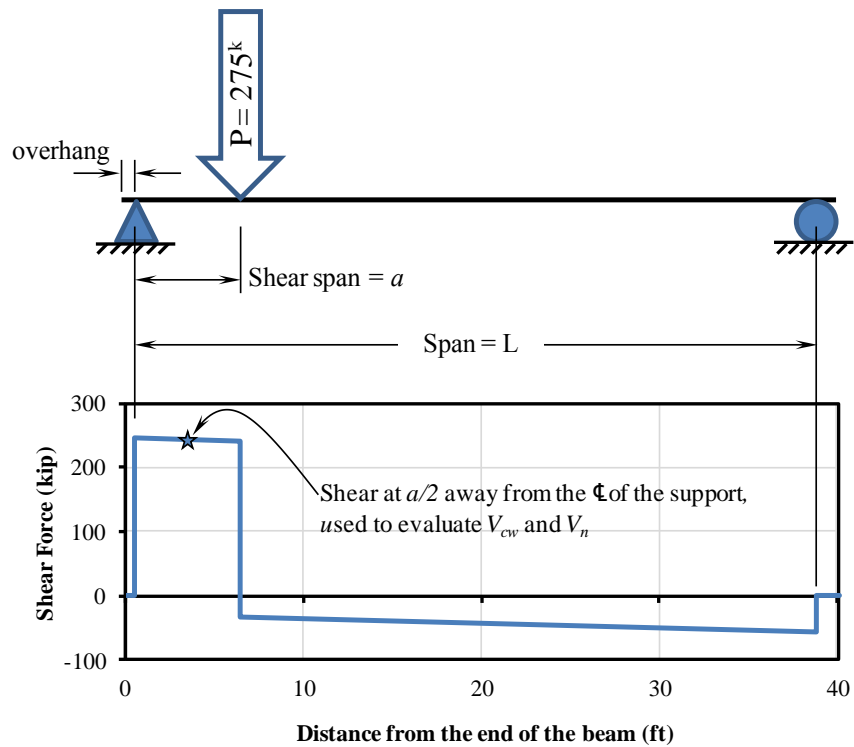 P = 275ᵏ
overhang
Shear span = a
Span = L
300
200
100
0
-100
Shear Force (kip)
Shear at a/2 away from the ℄ of the support,
used to evaluate Vcw and Vn
0
10
20
30
40
Distance from the end of the beam (ft)